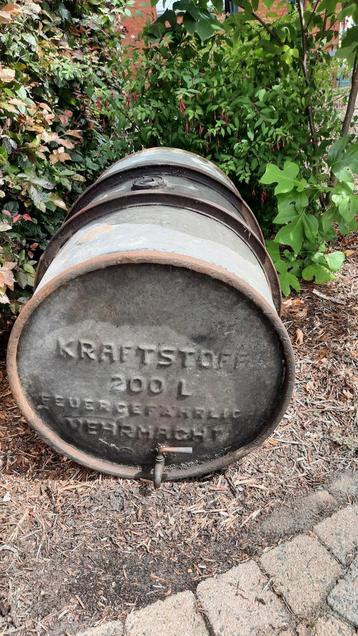 KRAFTSTOFF
200 L
FEUERGEFÄHRLICH
WEHRMACHT